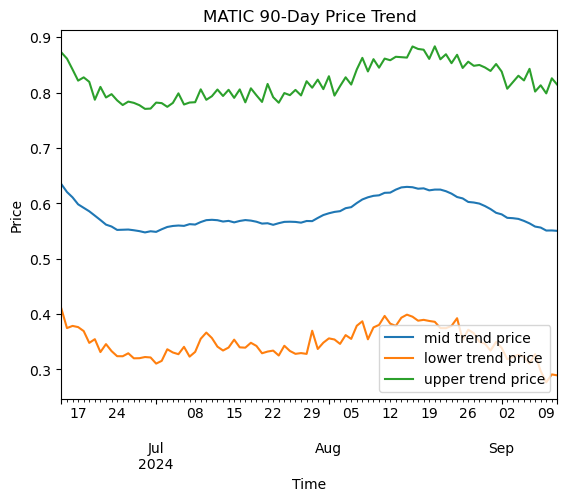 MATIC 90-Day Price Trend
Price
0.9
0.8
0.7
0.6
0.5
0.4
0.3
mid trend price
lower trend price
upper trend price
17 24 08 15 22 29 05 12 19 26 02 09
Jul Aug Sep
2024
Time